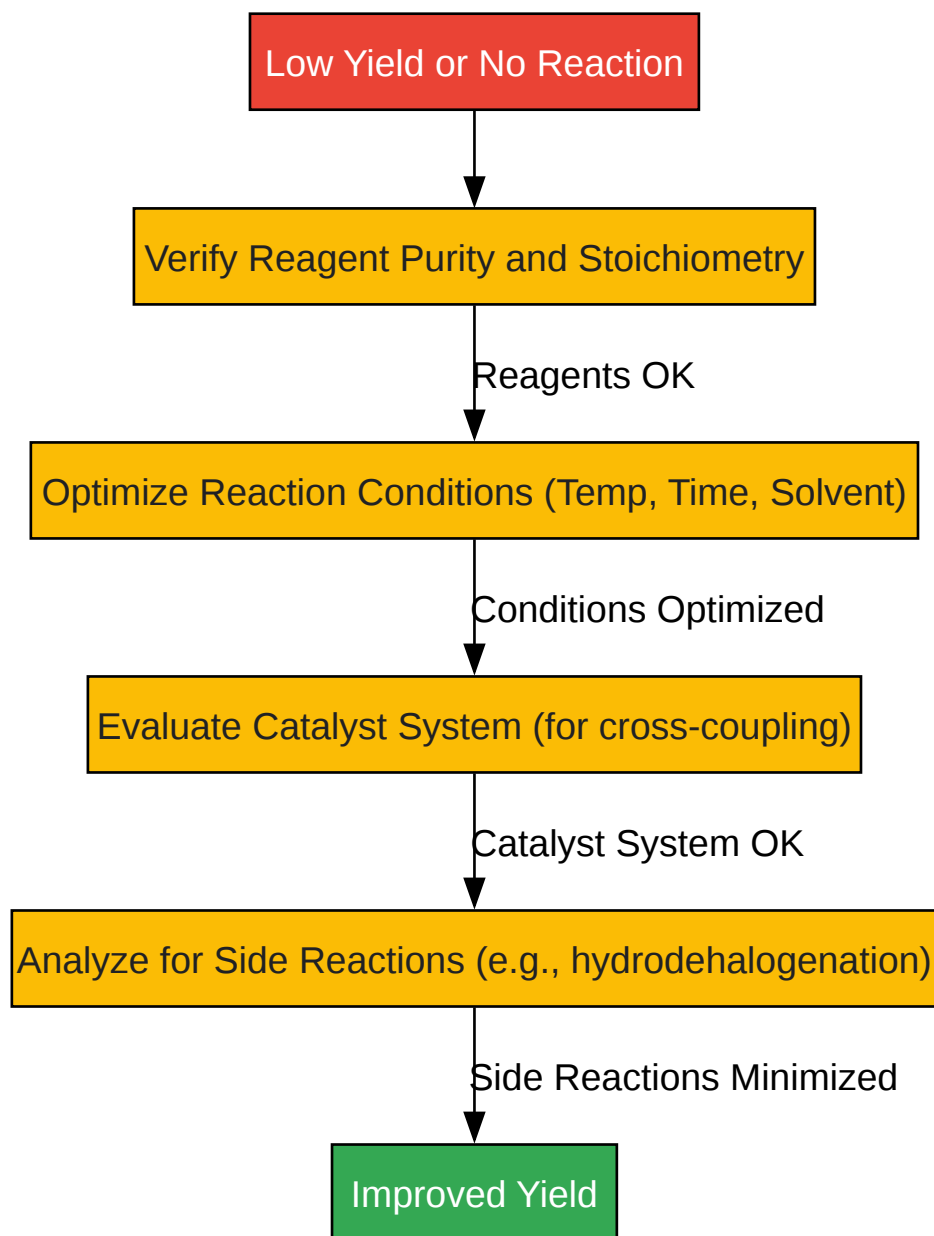 Low Yield or No Reaction
Verify Reagent Purity and Stoichiometry
Reagents OK
Optimize Reaction Conditions (Temp, Time, Solvent)
Conditions Optimized
Evaluate Catalyst System (for cross-coupling)
Catalyst System OK
Analyze for Side Reactions (e.g., hydrodehalogenation)
Side Reactions Minimized
Improved Yield